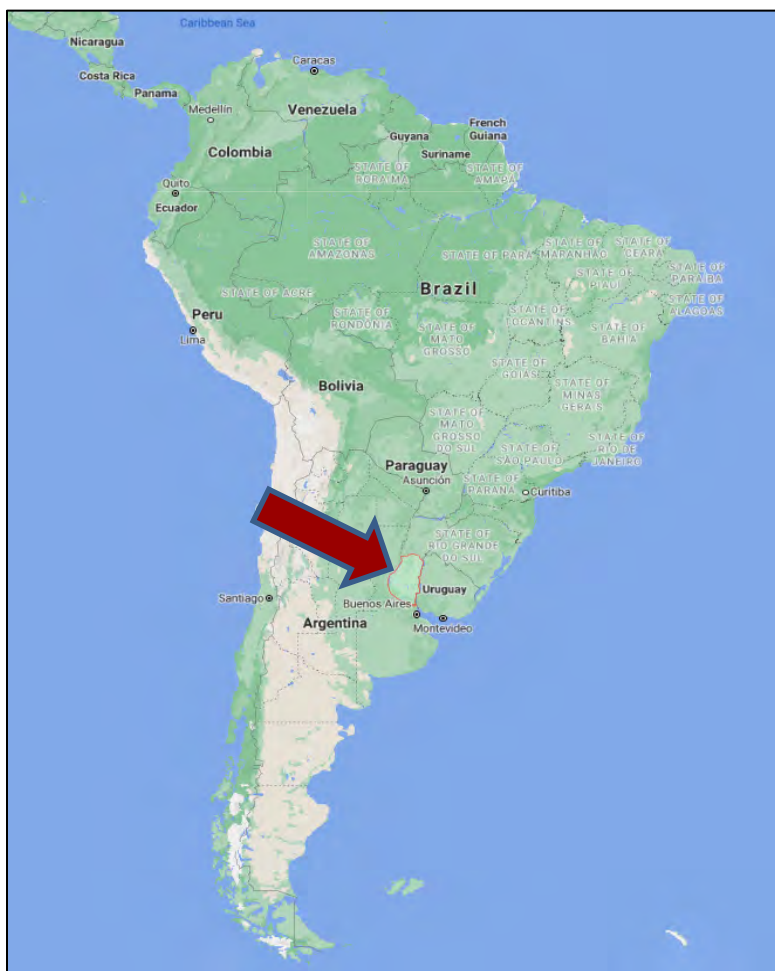 Caribbean Sea
Nicaragua
Caracas
Costa Rica
Panama
Medellín
Venezuela
French
Guiana
Guyana
Colombia
Suriname
STATE OF
RORAIMA
STATE OF
AMAPÁ
Quito
Ecuador
STATE OF
AMAZONAS
STATE OF PARÁ
STATE OF
MARANHÃO
STATE OF
CEARÁ
STATE OF
PARAÍBA
STATE OF
PIAUÍ
STATE OF ACRE
Brazil
STATE OF
ALAGOAS
Peru
STATE OF
RONDÔNIA
STATE OF
TOCANTINS
Lima
STATE OF
MATO
GROSSO
STATE OF
BAHIA
STATE OF
GOIÁS
Bolivia
STATE OF
MINAS
GERAIS
STATE OF
MATO
GROSSO
DO SUL
STATE OF
RIO DE
JANEIRO
STATE OF
SÃO PAULO
Paraguay
Asunción
STATE OF
PARANÁ
Curitiba
STATE OF
RIO GRANDE
DO SUL
Uruguay
Santiago
Buenos Aires
Argentina
Montevideo